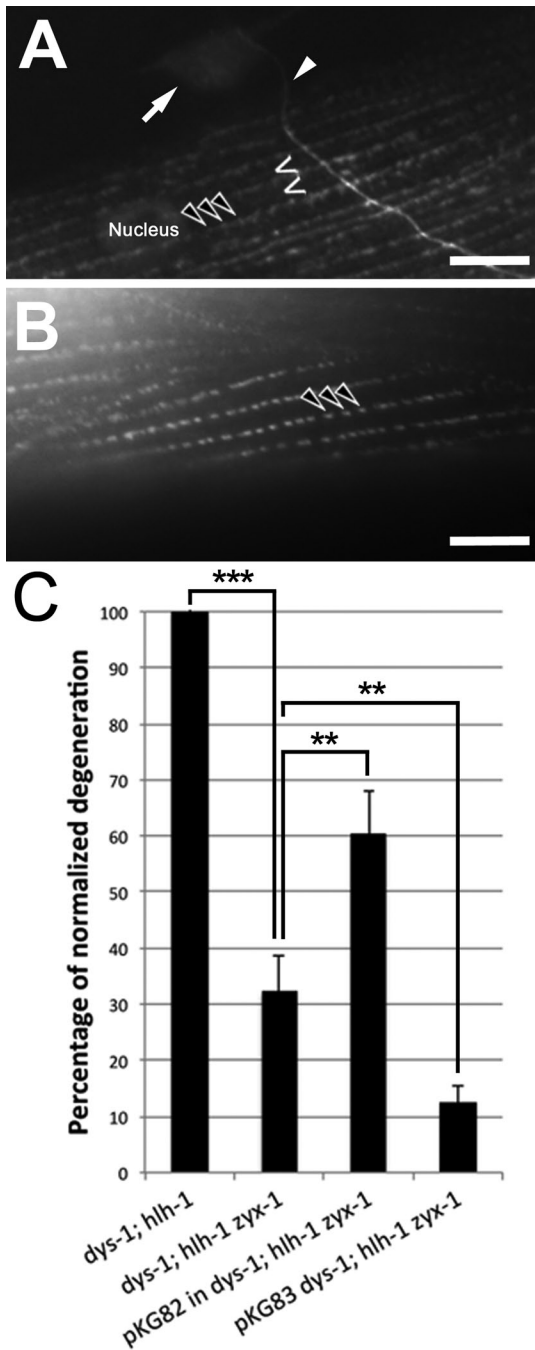 A
Nucleus
B
C
***
**
**
Percentage of normalized degeneration
100
90
80
70
60
50
40
30
20
10
0
dys-1; hlh-1
dys-1; hlh-1 zyx-1
pKG82 in dys-1; hlh-1 zyx-1
pKG83 dys-1; hlh-1 zyx-1